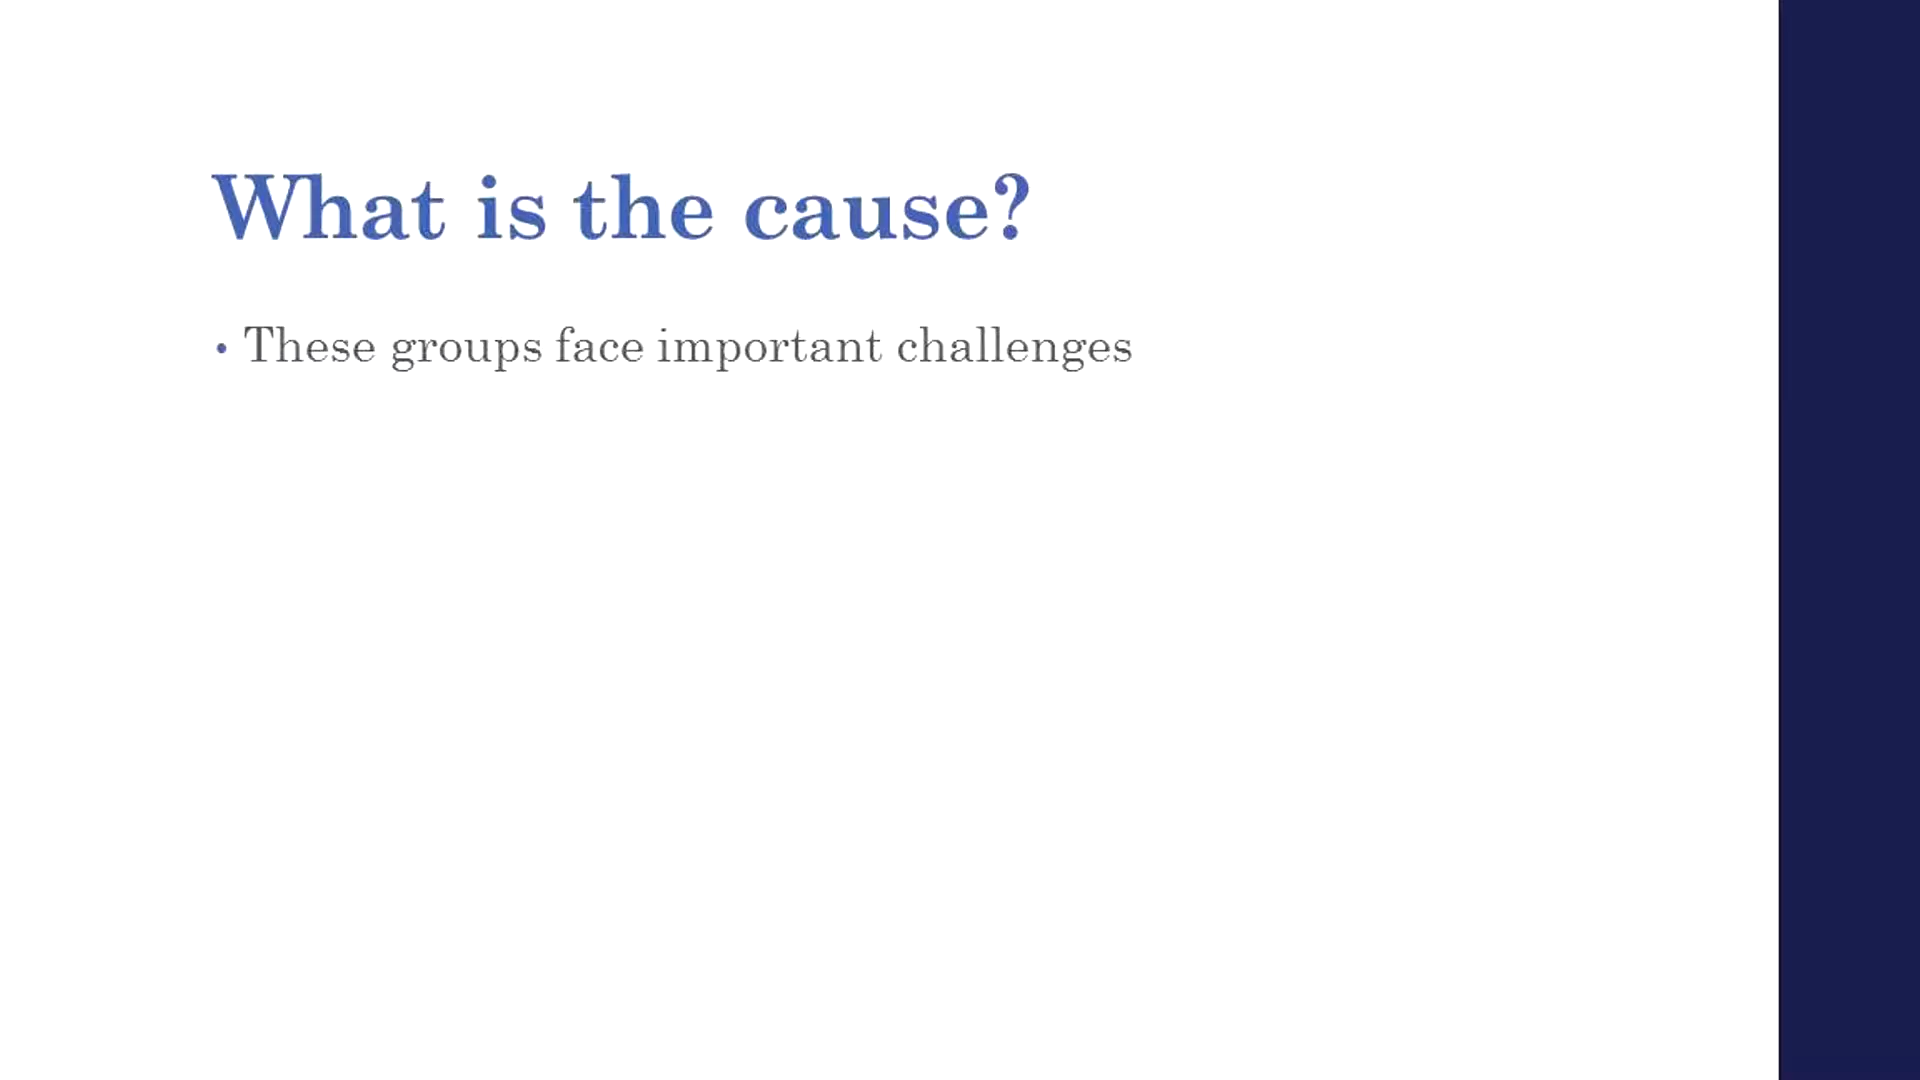 What is the cause?
• These groups face important challenges